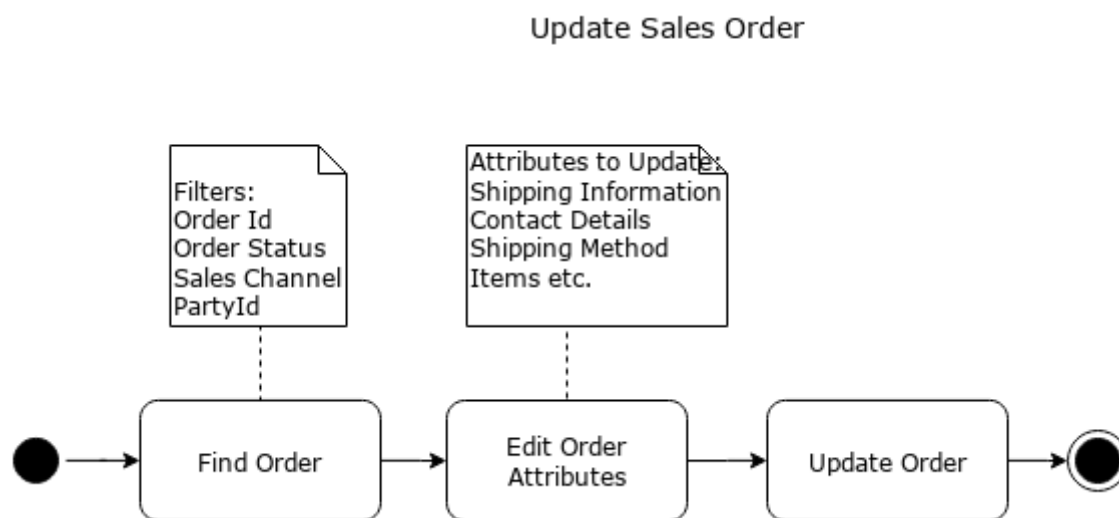 Update Sales Order
Filters:
Order Id
Order Status
Sales Channel
PartyId
Attributes to Update:
Shipping Information
Contact Details
Shipping Method
Items etc.
Find Order
Edit Order
Attributes
Update Order